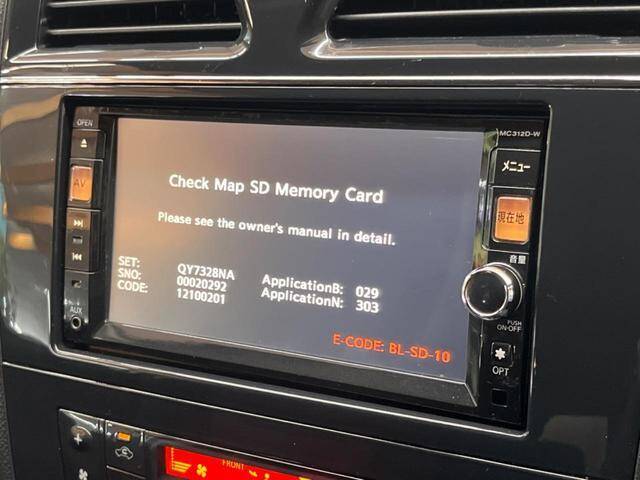 OPEN
MC312D-W
AV
メニュー
現在地
音量
AUX
PUSH
ON·OFF
OPT
Check Map SD Memory Card
Please see the owner's manual in detail.
SET: QY7328NA ApplicationB: 029
SNO: 00020292 ApplicationN: 303
CODE: 12100201
E-CODE: BL-SD-10
FRONT